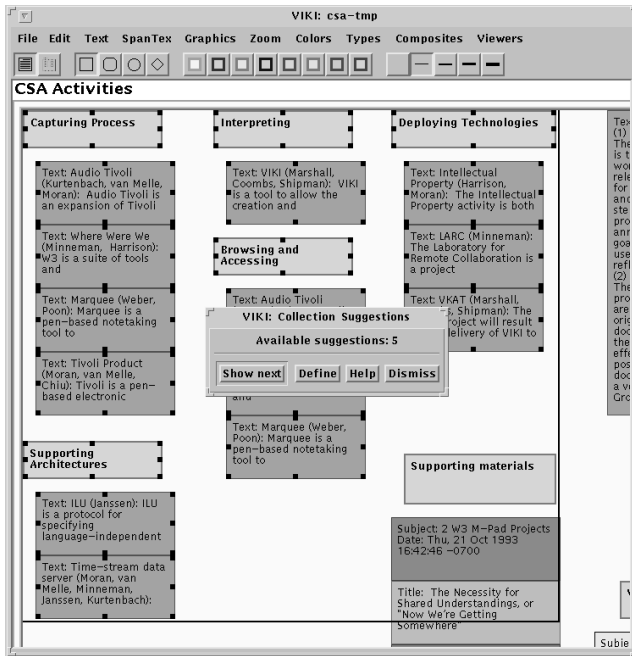 VIKI: csa-tmp
File Edit Text SpanTex Graphics Zoom Colors Types Composites Viewers
CSA Activities
Capturing Process
Text: Audio Tivoli
(Kurtenbach, van Melle,
Moran): Audio Tivoli is
an expansion of Tivoli
Text: Where Were We
(Minneman, Harrison):
W3 is a suite of tools
and
Text: Marquee (Weber,
Poon): Marquee is a
pen-based notetaking
tool to
Text: Tivoli Product
(Moran, van Melle,
Chiu): Tivoli is a pen-
based electronic
Supporting
Architectures
Text: ILU (Janssen): ILU
is a protocol for
specifying
language-independent
Text: Time-stream data
server (Moran, van
Melle, Minneman,
Janssen, Kurtenbach):
Interpreting
Text: VIKI (Marshall,
Coombs, Shipman): VIKI
is a tool to allow the
creation and
Browsing and
Accessing
Text: Audio Tivoli
VIKI: Collection Suggestions
Available suggestions: 5
Show next Define Help Dismiss
and
Text: Marquee (Weber,
Poon): Marquee is a
pen-based notetaking
tool to
Deploying Technologies
Text: Intellectual
Property (Harrison,
Moran): The Intellectual
Property activity is both
Text: LARC (Minneman):
The Laboratory for
Remote Collaboration is
a project
Text: VKAT (Marshall,
Shipman): The
roject will result
delivery of VIKI to
Supporting materials
Subject: 2 W3 M-Pad Projects
Date: Thu, 21 Oct 1993
16:42:46 -0700
Title: The Necessity for
Shared Understandings, or
"Now We're Getting
Somewhere"
(1)
(2)